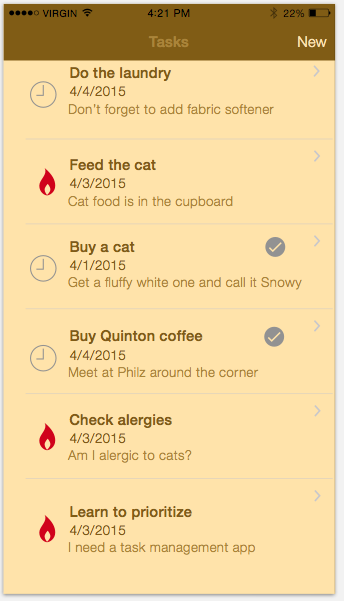 VIRGIN 4:21 PM 22%
Tasks New
Do the laundry
4/4/2015
Don't forget to add fabric softener
Feed the cat
4/3/2015
Cat food is in the cupboard
Buy a cat
4/1/2015
Get a fluffy white one and call it Snowy
Buy Quinton coffee
4/4/2015
Meet at Philz around the corner
Check alergies
4/3/2015
Am I alergic to cats?
Learn to prioritize
4/3/2015
I need a task management app